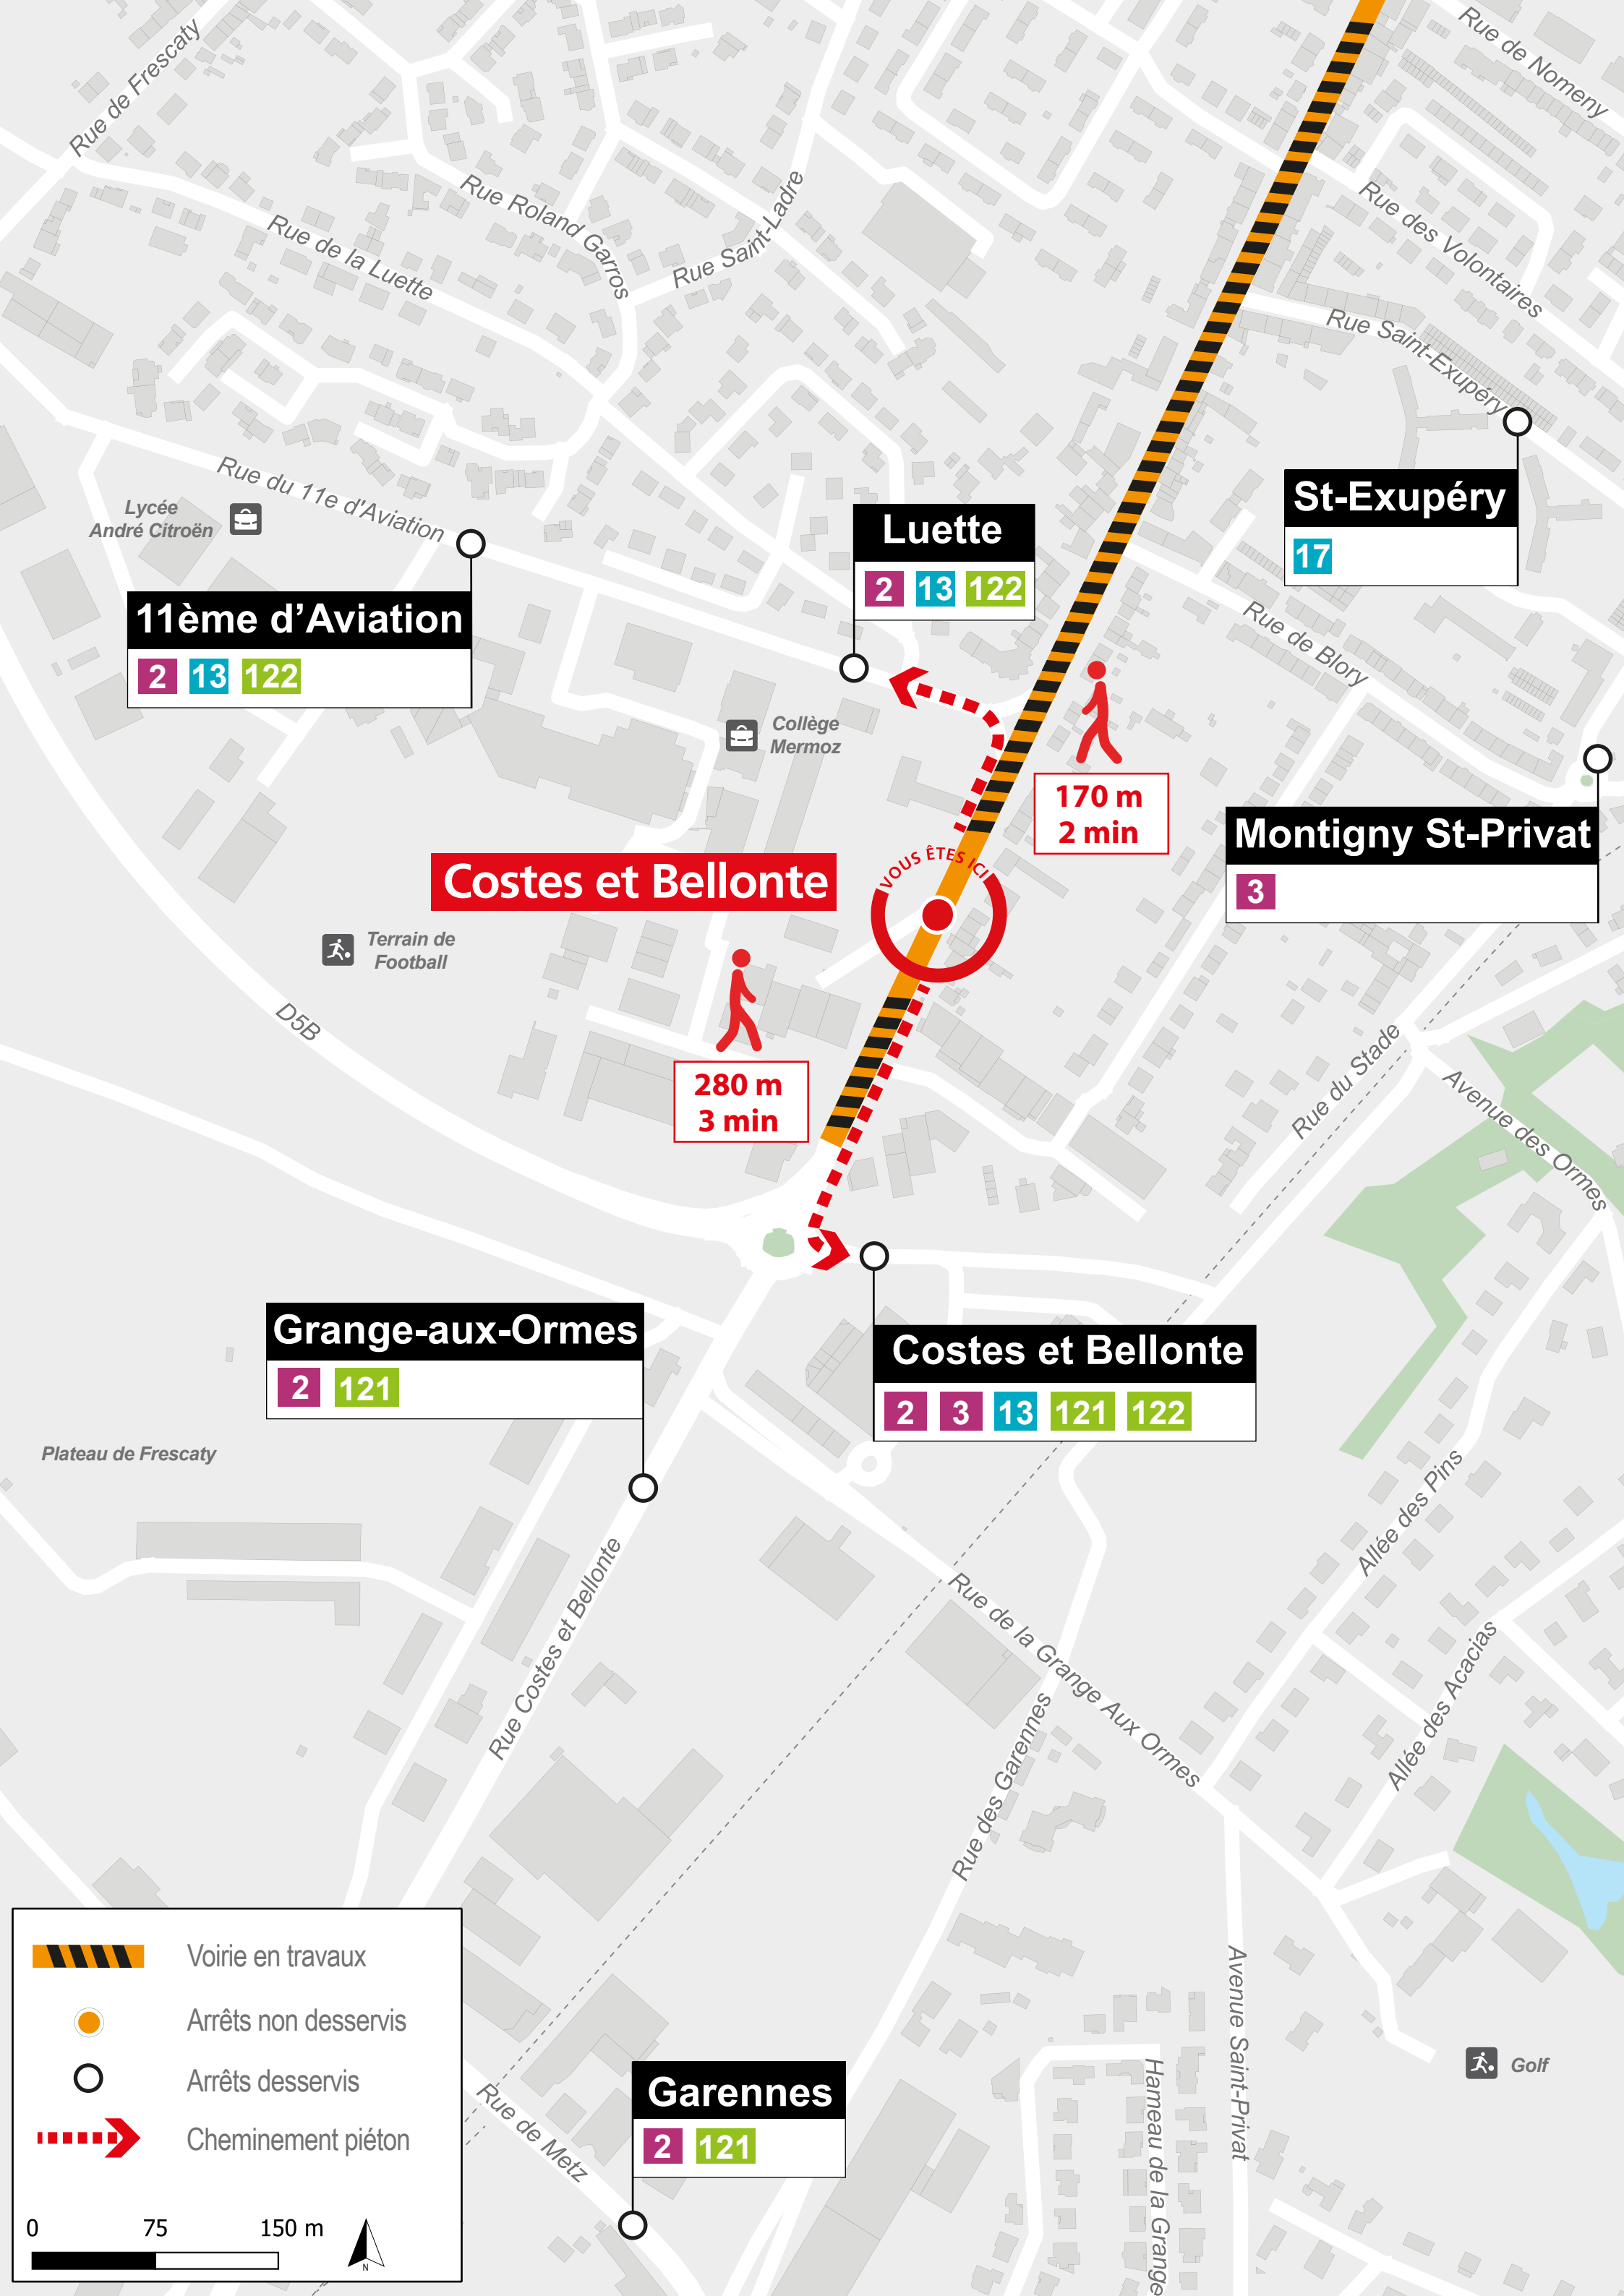 Rue de Frescaty
Rue de Nomeny
Rue Roland Garros
Rue Saint-Ladre
Rue des Volontaires
Rue de la Luette
Rue Saint-Exupéry
Rue du 11e d'Aviation
Lycée
André Citroën
St-Exupéry
17
Luette
2 13 122
11ème d’Aviation
2 13 122
Rue de Blory
Collège
Mermoz
170 m
2 min
Montigny St-Privat
3
VOUS ÊTES ICI
Costes et Bellonte
Terrain de
Football
D5B
280 m
3 min
Rue du Stade
Avenue des Ormes
Grange-aux-Ormes
2 121
Costes et Bellonte
2 3 13 121 122
Plateau de Frescaty
Allée des Pins
Rue Costes et Bellonte
Rue de la Grange Aux Ormes
Allée des Acacias
Rue des Garennes
Voirie en travaux
Arrêts non desservis
Arrêts desservis
Cheminement piéton
0 75 150 m
N
Avenue Saint-Privat
Golf
Hameau de la Grange
Garennes
2 121
Rue de Metz